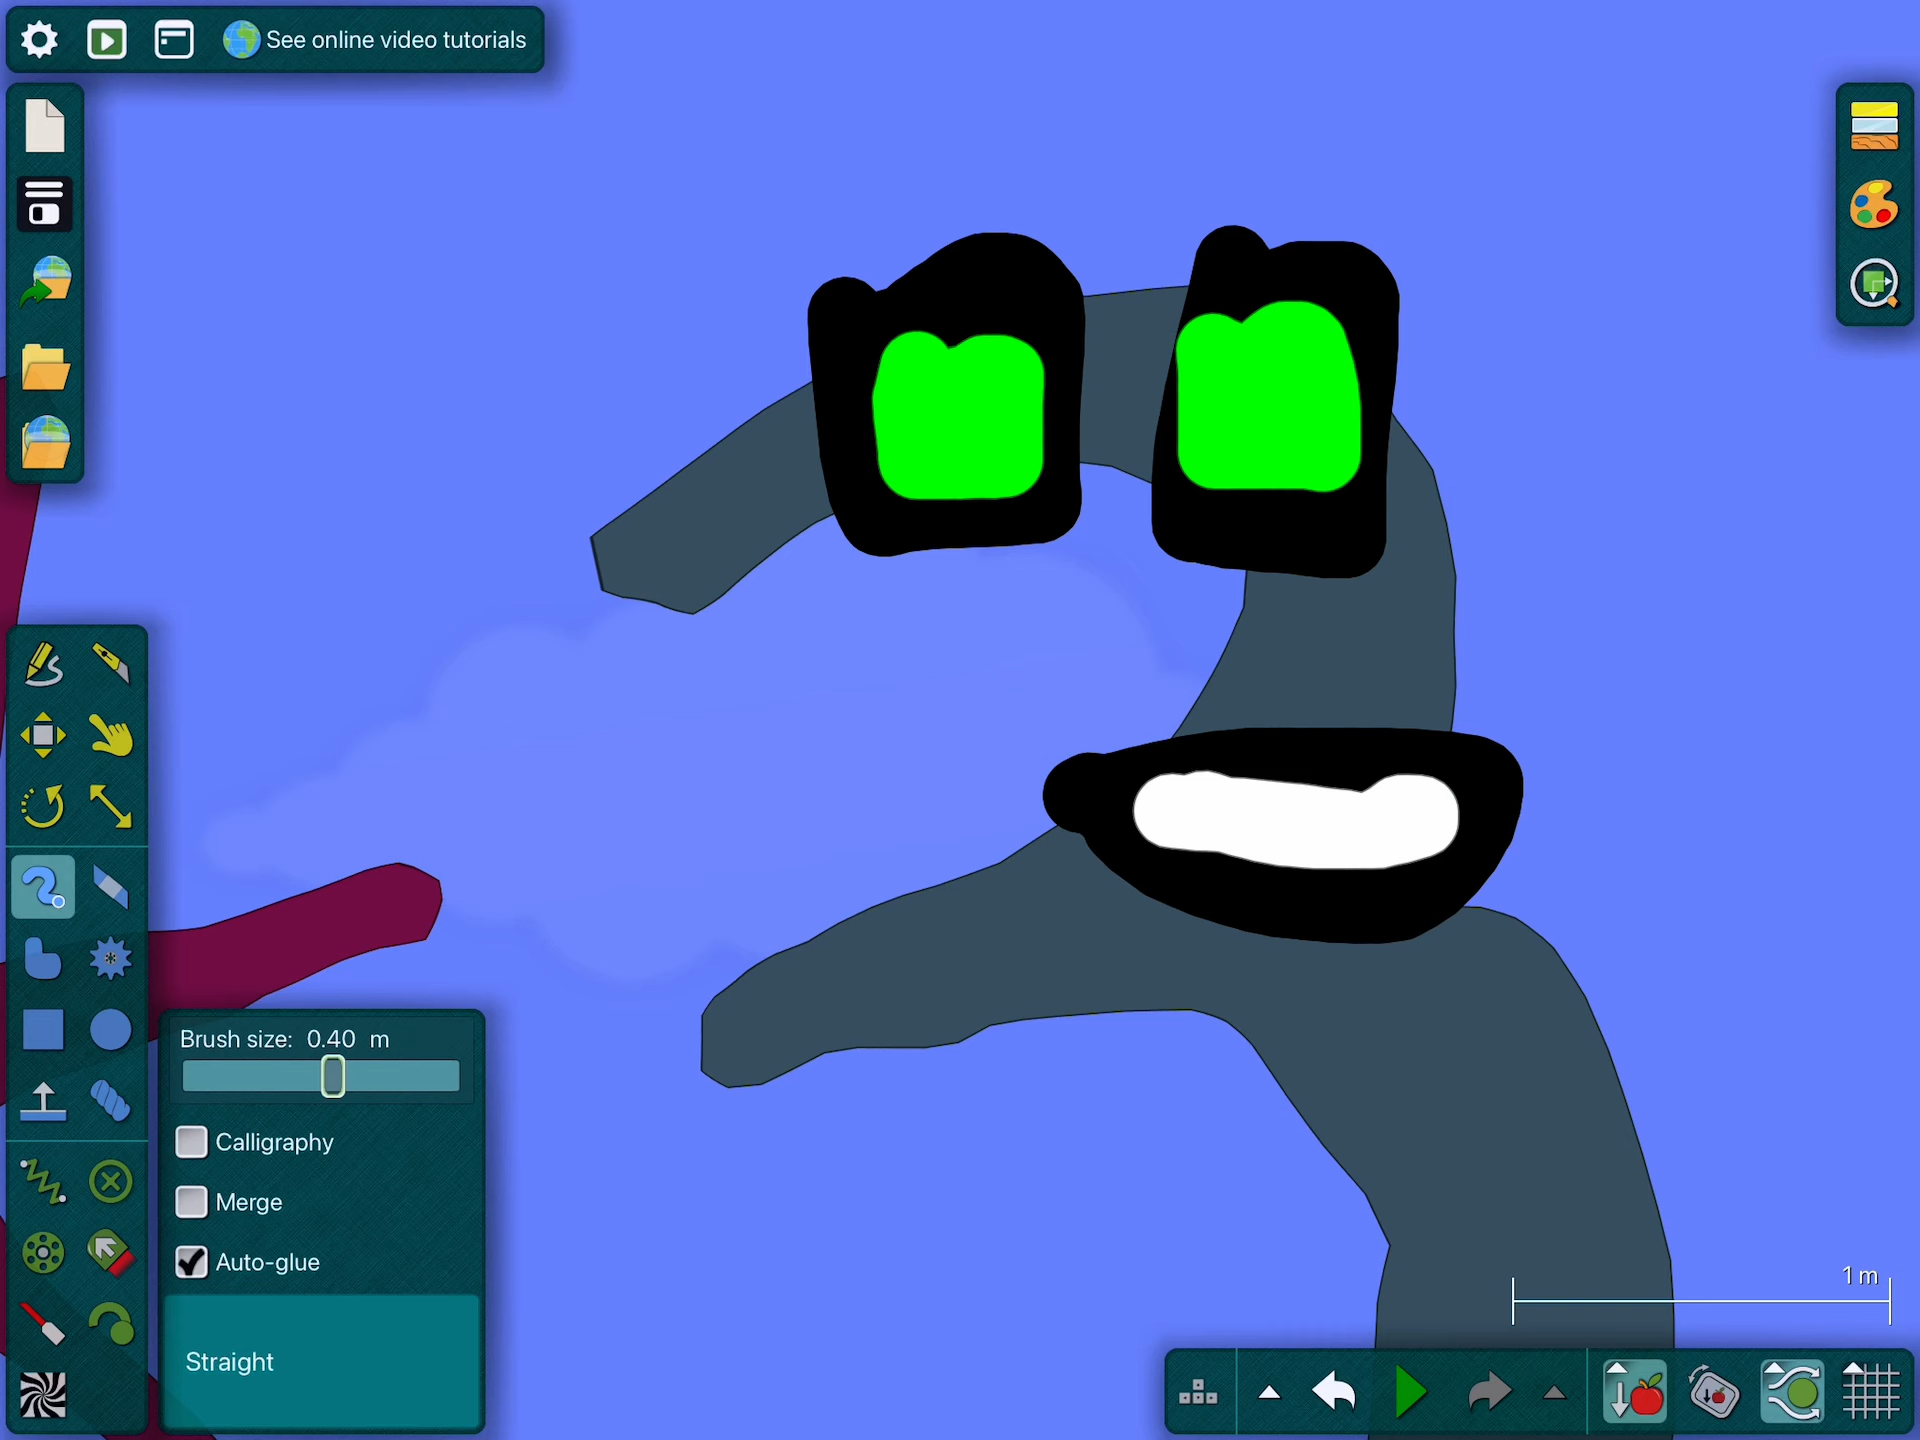 See online video tutorials
Brush size: 0.40 m
Calligraphy
Merge
Auto-glue
Straight
1 m